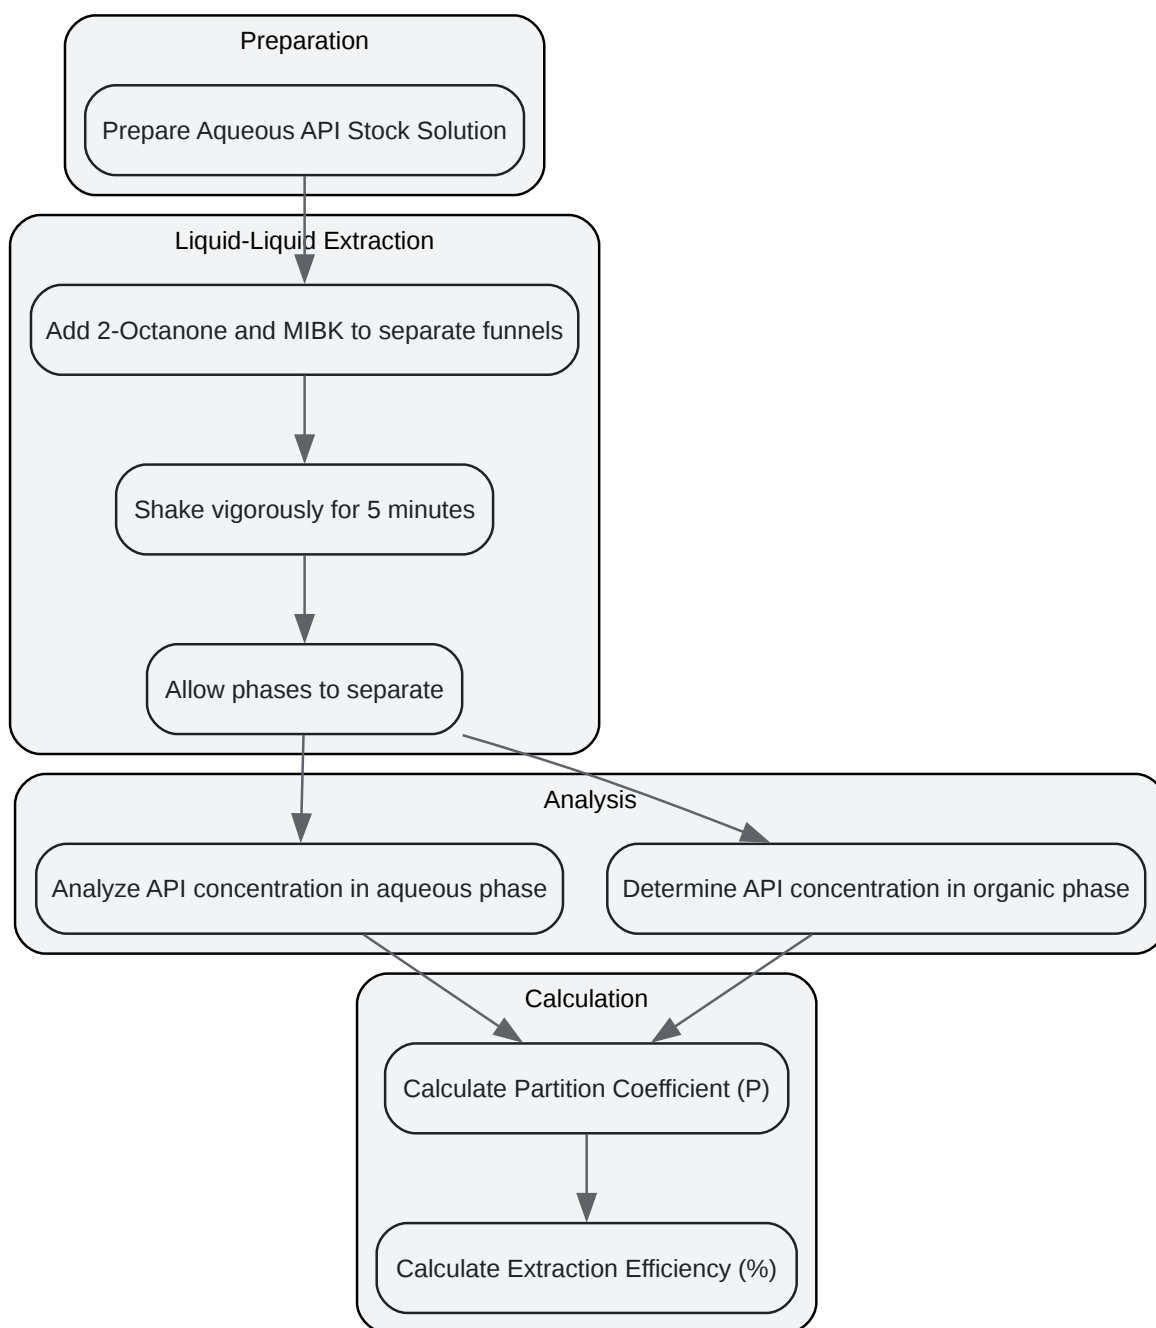 Preparation
Prepare Aqueous API Stock Solution
Liquid-Liquid Extraction
Add 2-Octanone and MIBK to separate funnels
Shake vigorously for 5 minutes
Allow phases to separate
Analysis
Analyze API concentration in aqueous phase
Determine API concentration in organic phase
Calculation
Calculate Partition Coefficient (P)
Calculate Extraction Efficiency (%)